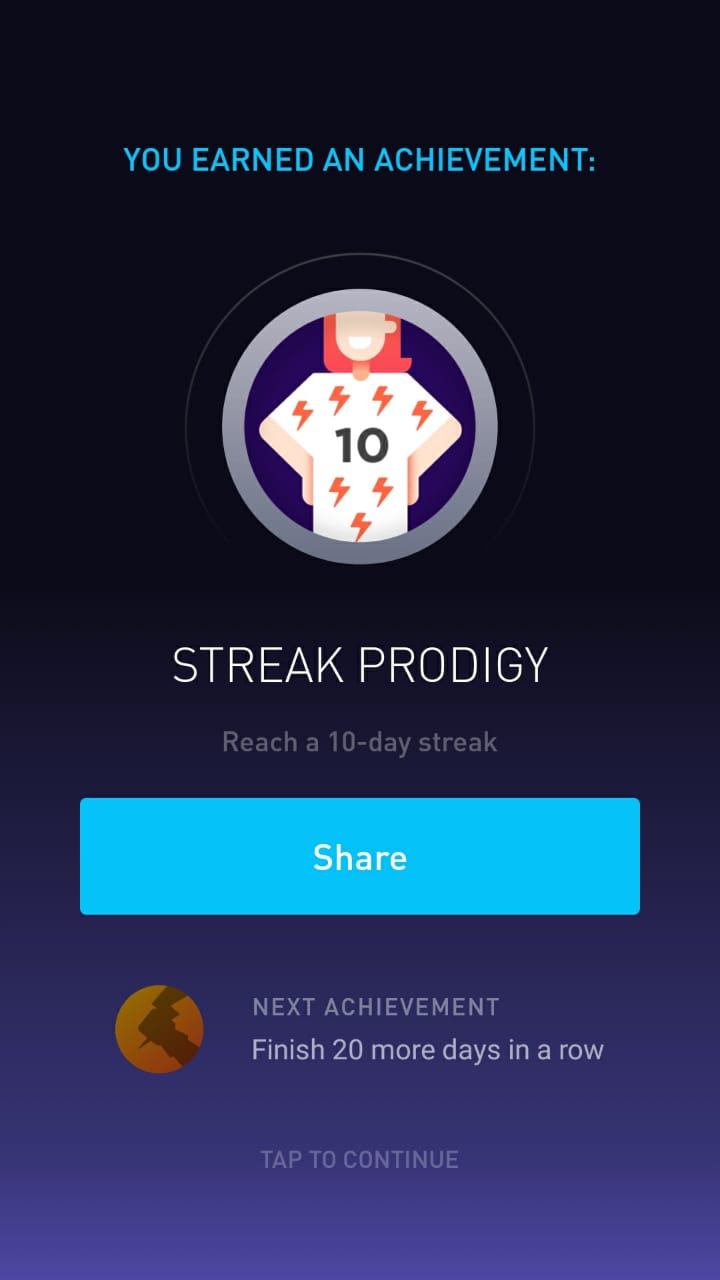 YOU EARNED AN ACHIEVEMENT:
10
STREAK PRODIGY
Reach a 10-day streak
Share
NEXT ACHIEVEMENT
Finish 20 more days in a row
TAP TO CONTINUE